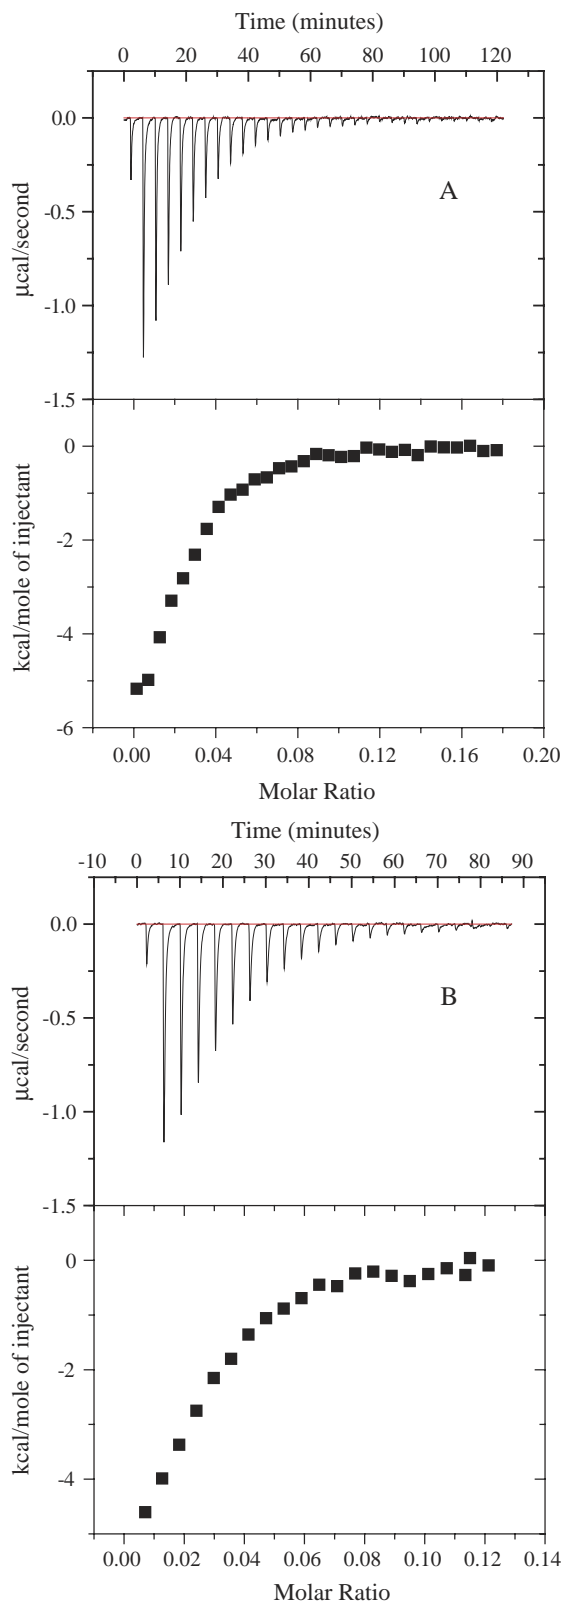 Time (minutes)
0 20 40 60 80 100 120
0.0
-0.5
-1.0
-1.5
µcal/second
A
0
-2
-4
-6
kcal/mole of injectant
0.00 0.04 0.08 0.12 0.16 0.20
Molar Ratio
Time (minutes)
-10 0 10 20 30 40 50 60 70 80 90
0.0
-0.5
-1.0
-1.5
µcal/second
B
0
-2
-4
kcal/mole of injectant
0.00 0.02 0.04 0.06 0.08 0.10 0.12 0.14
Molar Ratio